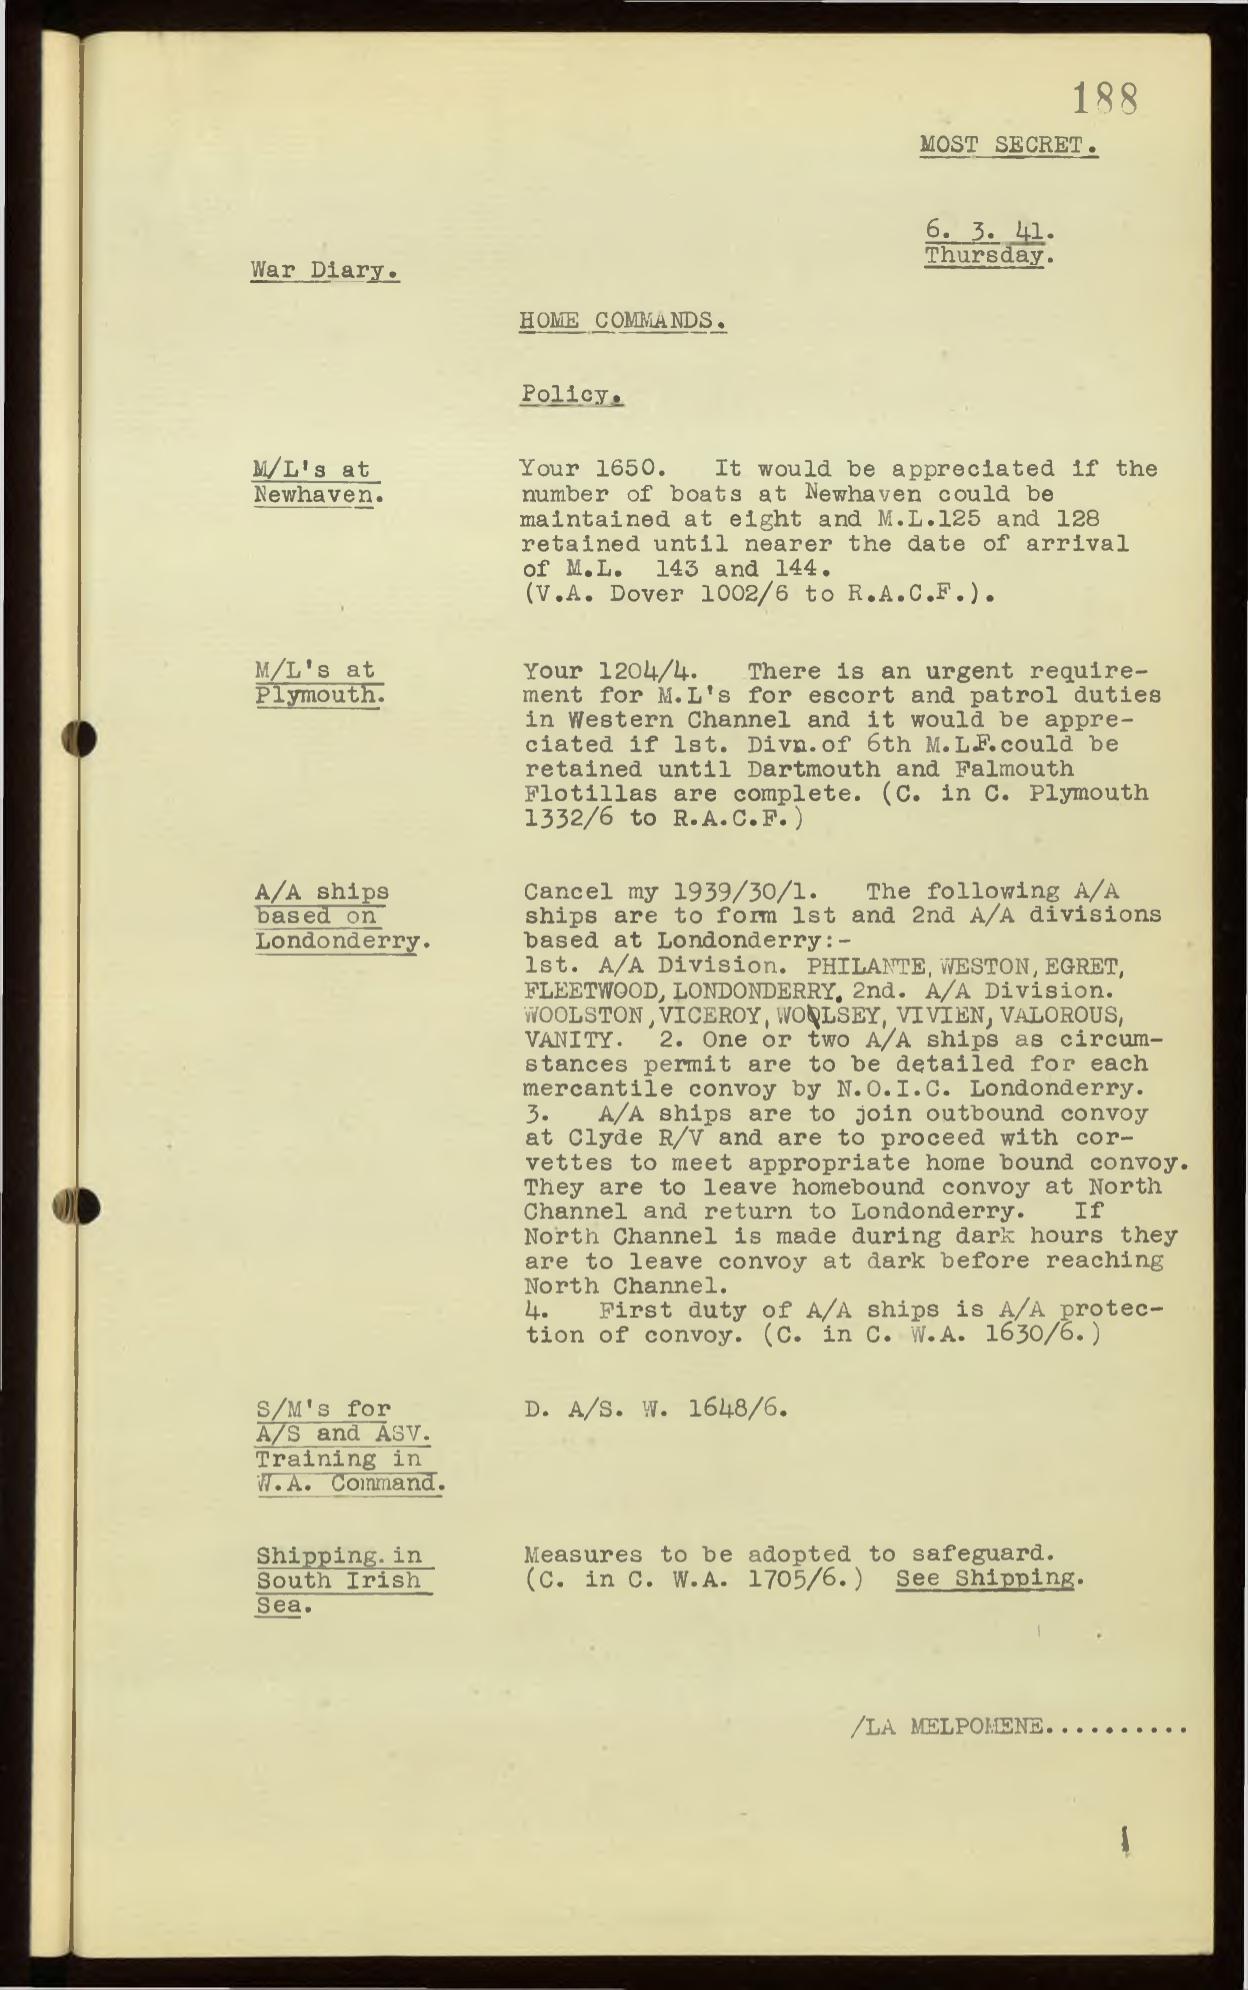 188
MOST SECRET.
6. 3. 41.
Thursday.
War Diary.
HOME COMMANDS.
Policy.
M/L's at
Newhaven.
Your 1650. It would be appreciated if the
number of boats at Newhaven could be
maintained at eight and M.L.125 and 128
retained until nearer the date of arrival
of M.L. 143 and 144.
(V.A. Dover 1002/6 to R.A.C.F.).
M/L's at
Plymouth.
Your 1204/4. There is an urgent require-
ment for M.L's for escort and patrol duties
in Western Channel and it would be appre-
ciated if 1st. Divn.of 6th M.L.F.could be
retained until Dartmouth and Falmouth
Flotillas are complete. (C. in C. Plymouth
1332/6 to R.A.C.F.)
A/A ships
based on
Londonderry.
Cancel my 1939/30/1. The following A/A
ships are to form 1st and 2nd A/A divisions
based at Londonderry:-
1st. A/A Division. PHILANTE, WESTON, EGRET,
FLEETWOOD, LONDONDERRY. 2nd. A/A Division.
WOOLSTON, VICEROY, WOOLSEY, VIVIEN, VALOROUS,
VANITY. 2. One or two A/A ships as circum-
stances permit are to be detailed for each
mercantile convoy by N.O.I.C. Londonderry.
3. A/A ships are to join outbound convoy
at Clyde R/V and are to proceed with cor-
vettes to meet appropriate home bound convoy.
They are to leave homebound convoy at North
Channel and return to Londonderry. If
North Channel is made during dark hours they
are to leave convoy at dark before reaching
North Channel.
4. First duty of A/A ships is A/A protec-
tion of convoy. (C. in C. W.A. 1630/6.)
S/M's for
A/S and ASV.
Training in
W.A. Command.
D. A/S. W. 1648/6.
Shipping. in
South Irish
Sea.
Measures to be adopted to safeguard.
(C. in C. W.A. 1705/6.) See Shipping.
/LA MELPOMENE..........